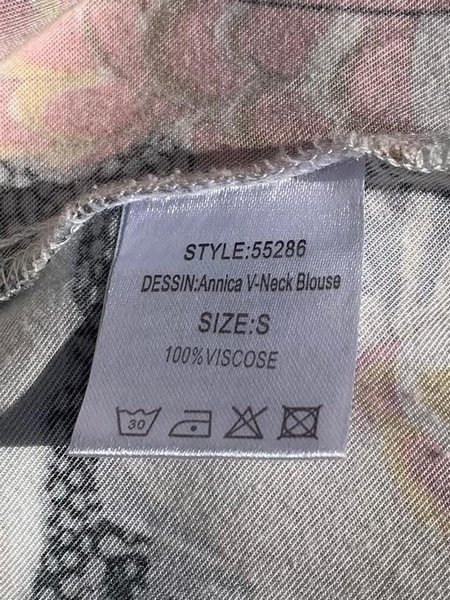 STYLE:55286
DESSIN:Annica V-Neck Blouse
SIZE:S
100%VISCOSE
30